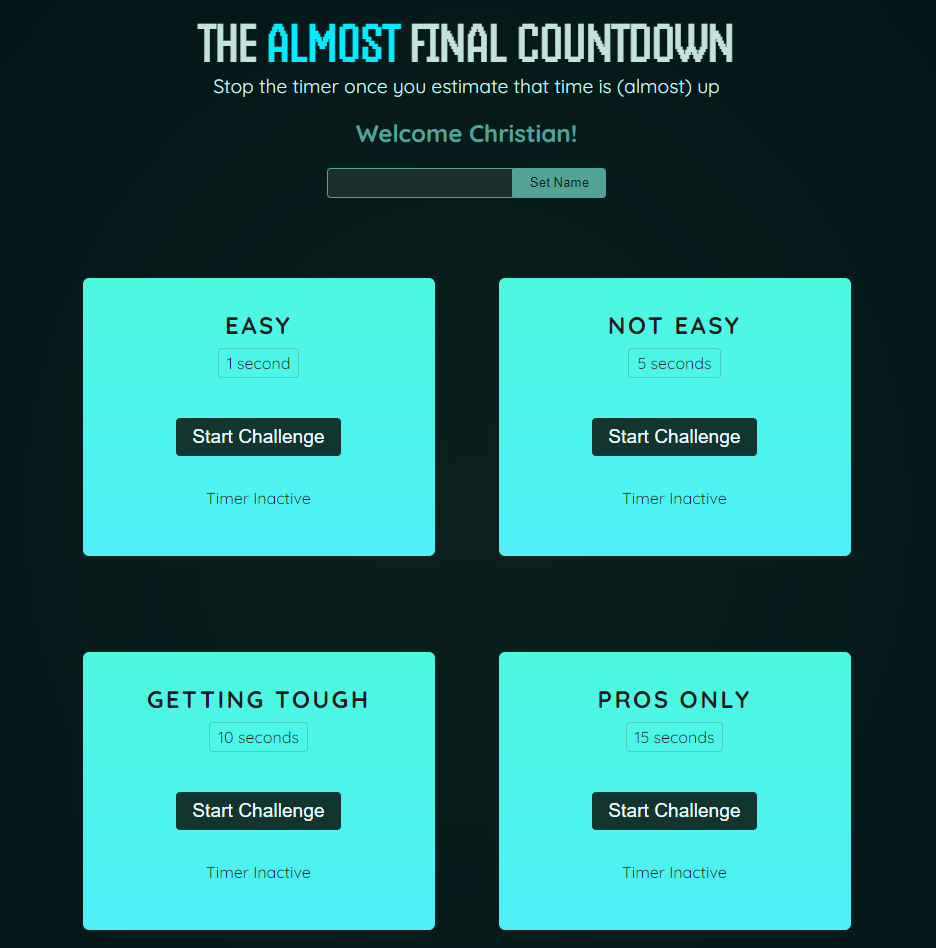 THE ALMOST FINAL COUNTDOWN
Stop the timer once you estimate that time is (almost) up
Welcome Christian!
Set Name
EASY
1 second
Start Challenge
Timer Inactive
NOT EASY
5 seconds
Start Challenge
Timer Inactive
GETTING TOUGH
10 seconds
Start Challenge
Timer Inactive
PROS ONLY
15 seconds
Start Challenge
Timer Inactive